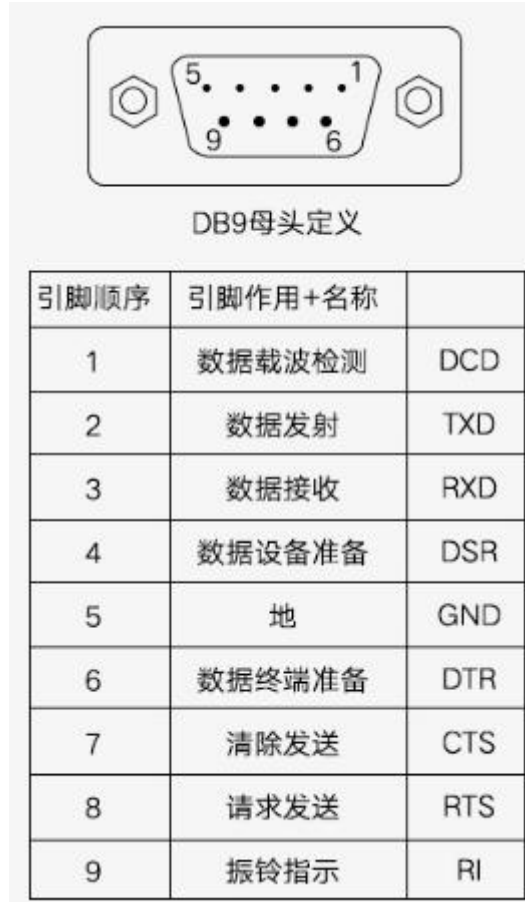 5 1
9 6
DB9母头定义
引脚顺序 引脚作用+名称
1 数据载波检测 DCD
2 数据发射 TXD
3 数据接收 RXD
4 数据设备准备 DSR
5 地 GND
6 数据终端准备 DTR
7 清除发送 CTS
8 请求发送 RTS
9 振铃指示 RI